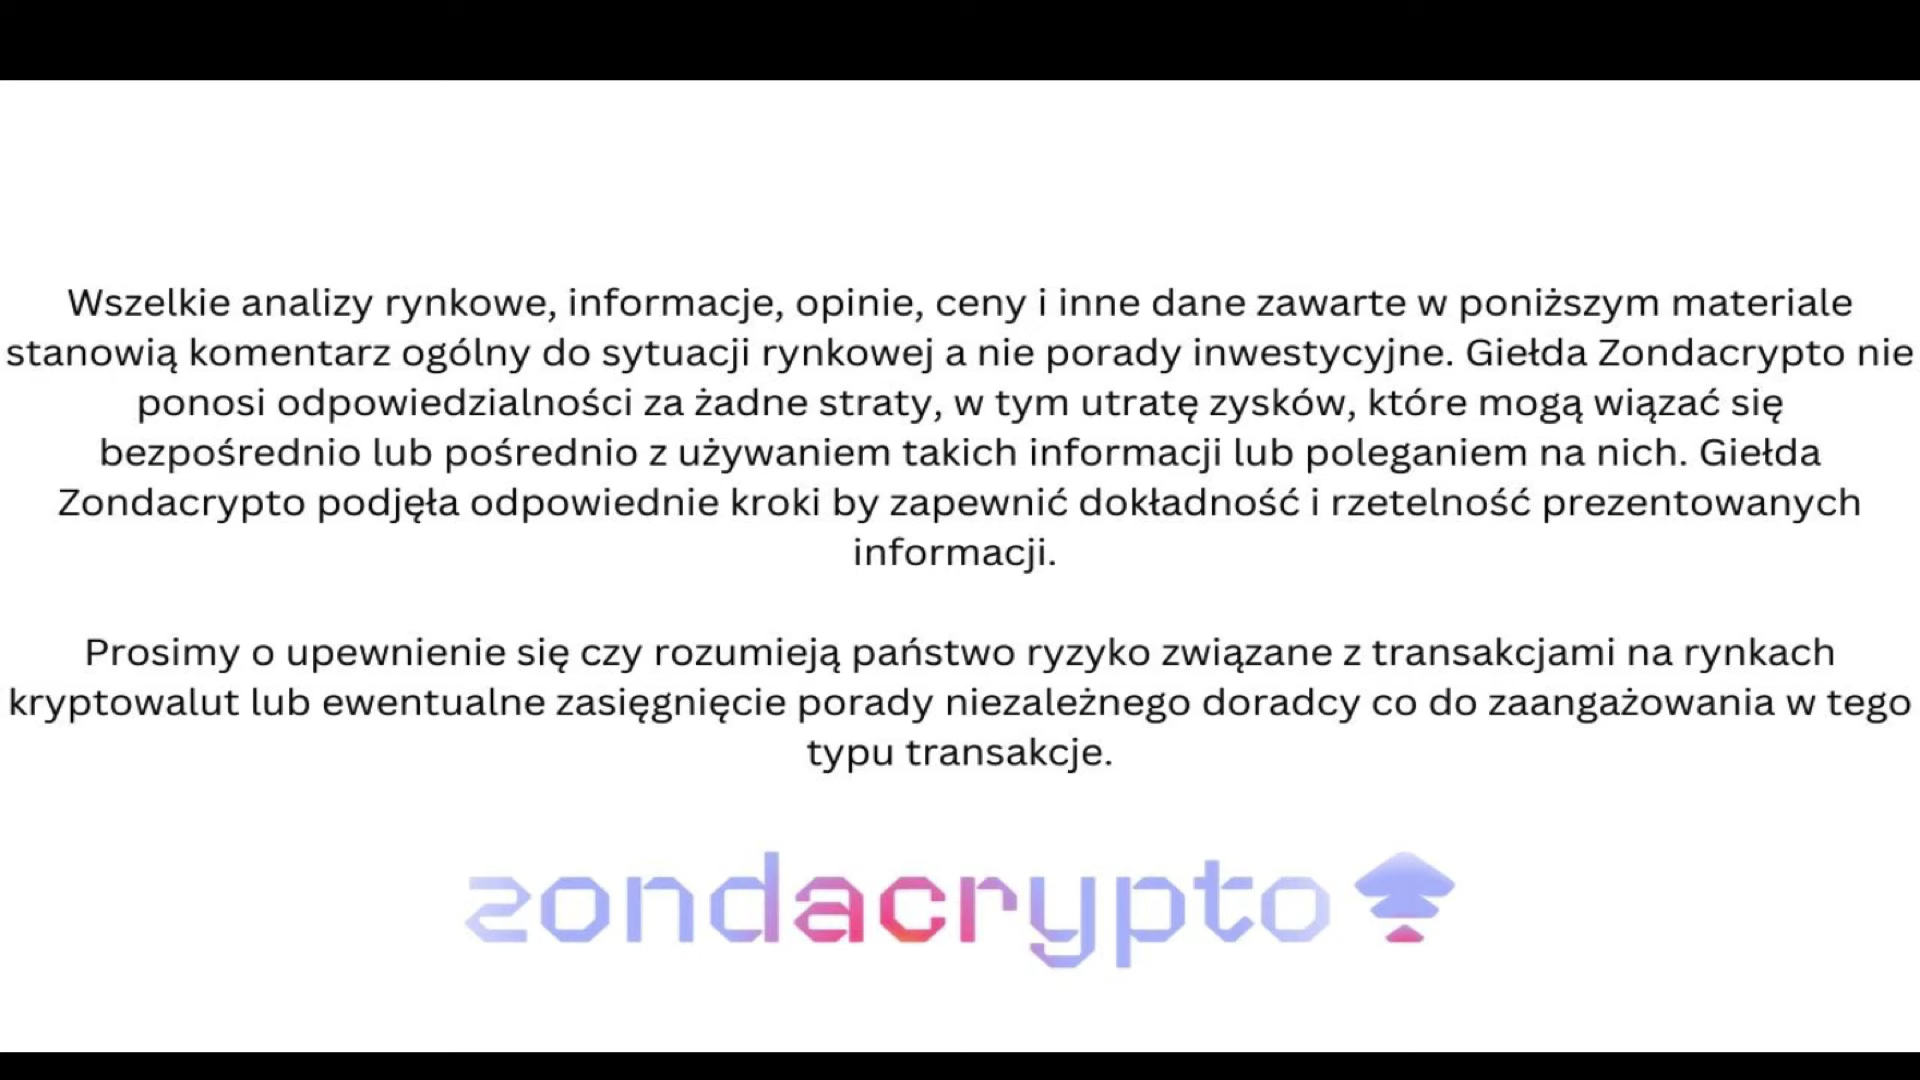 Wszelkie analizy rynkowe, informacje, opinie, ceny i inne dane zawarte w poniższym materiale
stanowią komentarz ogólny do sytuacji rynkowej a nie porady inwestycyjne. Giełda Zondacrypto nie
ponosi odpowiedzialności za żadne straty, w tym utratę zysków, które mogą wiązać się
bezpośrednio lub pośrednio z używaniem takich informacji lub poleganiem na nich. Giełda
Zondacrypto podjęła odpowiednie kroki by zapewnić dokładność i rzetelność prezentowanych
informacji.
Prosimy o upewnienie się czy rozumieją państwo ryzyko związane z transakcjami na rynkach
kryptowalut lub ewentualne zasięgnięcie porady niezależnego doradcy co do zaangażowania w tego
typu transakcje.
zondacrypto